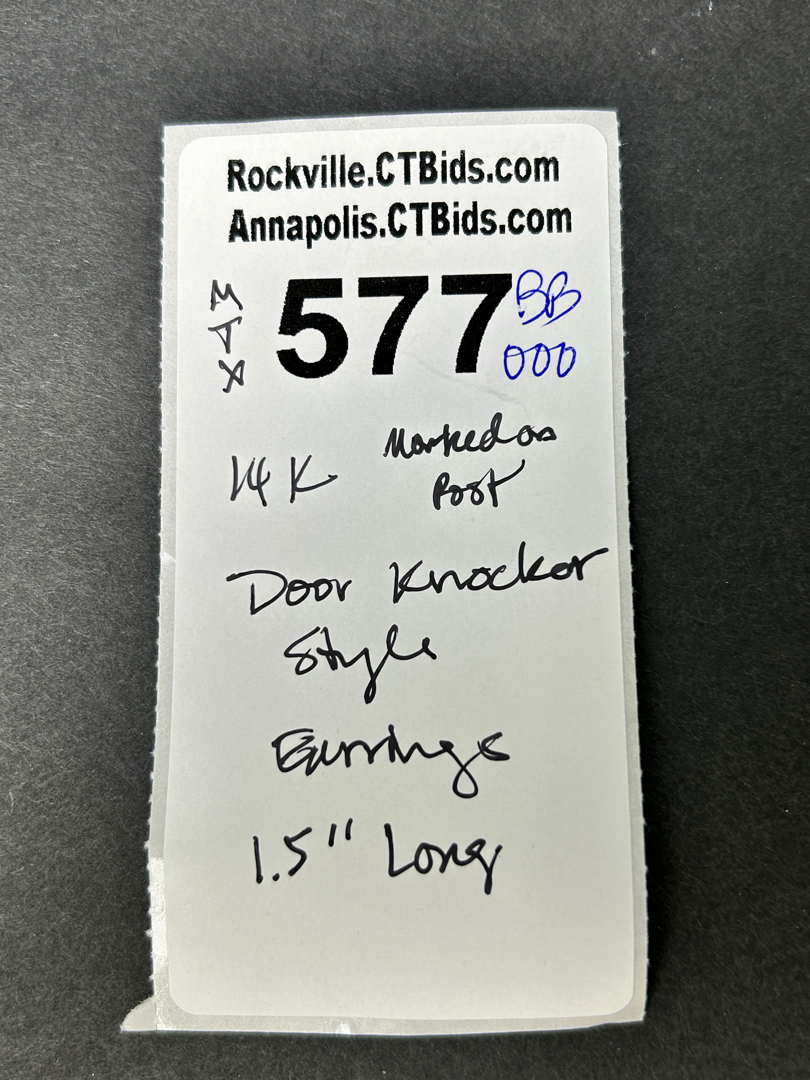 Rockville.CTBids.com
Annapolis.CTBids.com
577 BB
000
14K Marked on
Post
Door Knocker
Style
Earrings
1.5" Long